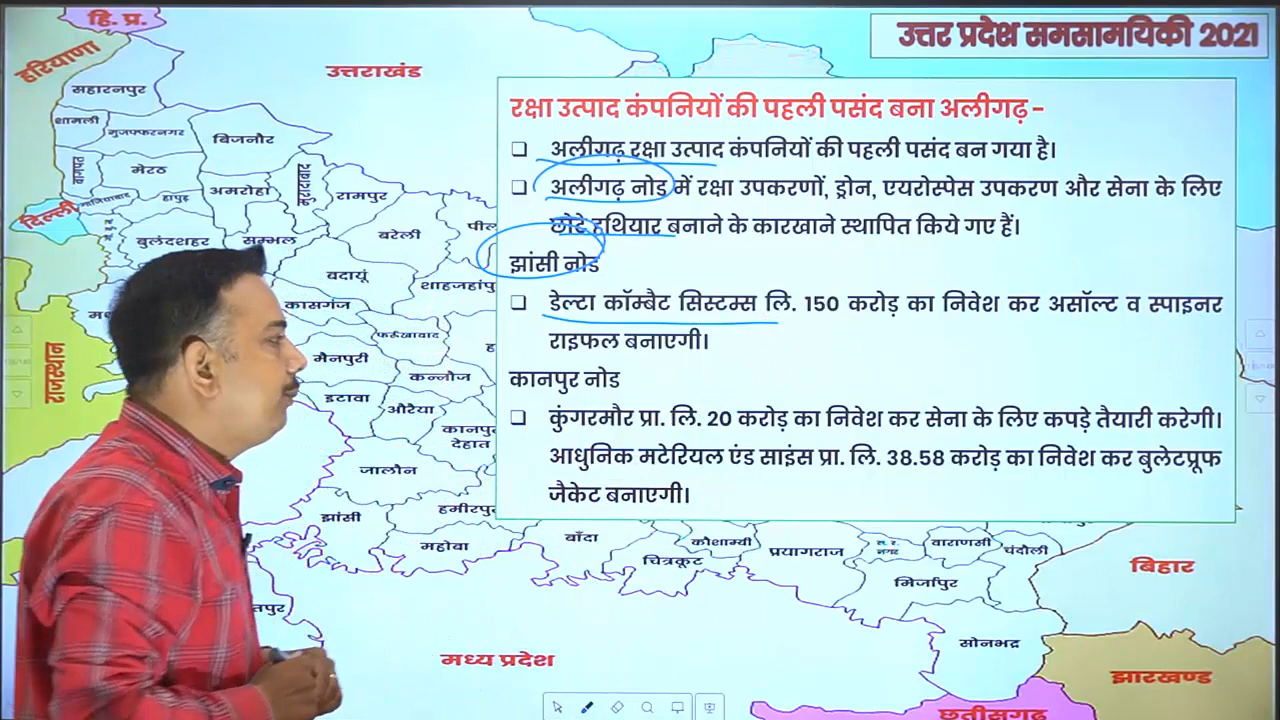 हि. प्र.
उत्तर प्रदेश समसामयिकी 2021
हरियाणा
उत्तराखंड
सहारनपुर
शामली
मुजफ्फरनगर
बिजनौर
बागपत
मेरठ
हापुड़
अमरोहा
मुरादाबाद
रामपुर
दिल्ली
गाजियाबाद
बुलंदशहर
सम्भल
बरेली
पील
बदायूं
शाहजहांपु
कासगंज
फर्रुखाबाद
मैनपुरी
कन्नौज
इटावा
औरैया
कानपु
देहात
जालौन
झांसी
हमीरपु
महोबा
राजस्थान
रक्षा उत्पाद कंपनियों की पहली पसंद बना अलीगढ़ -
❑ अलीगढ़ रक्षा उत्पाद कंपनियों की पहली पसंद बन गया है।
❑ अलीगढ़ नोड में रक्षा उपकरणों, ड्रोन, एयरोस्पेस उपकरण और सेना के लिए
छोटे हथियार बनाने के कारखाने स्थापित किये गए हैं।
झांसी नोड
❑ डेल्टा कॉम्बैट सिस्टम्स लि. 150 करोड़ का निवेश कर असॉल्ट व स्पाइनर
राइफल बनाएगी।
कानपुर नोड
❑ कुंगरमौर प्रा. लि. 20 करोड़ का निवेश कर सेना के लिए कपड़े तैयारी करेगी।
आधुनिक मटेरियल एंड साइंस प्रा. लि. 38.58 करोड़ का निवेश कर बुलेटप्रूफ
जैकेट बनाएगी।
बाँदा
चित्रकूट
कौशाम्बी
प्रयागराज
स. र.
नगर
वाराणसी
चंदौली
मिर्जापुर
सोनभद्र
बिहार
झारखण्ड
छत्तीसगढ़
मध्य प्रदेश
तपुर